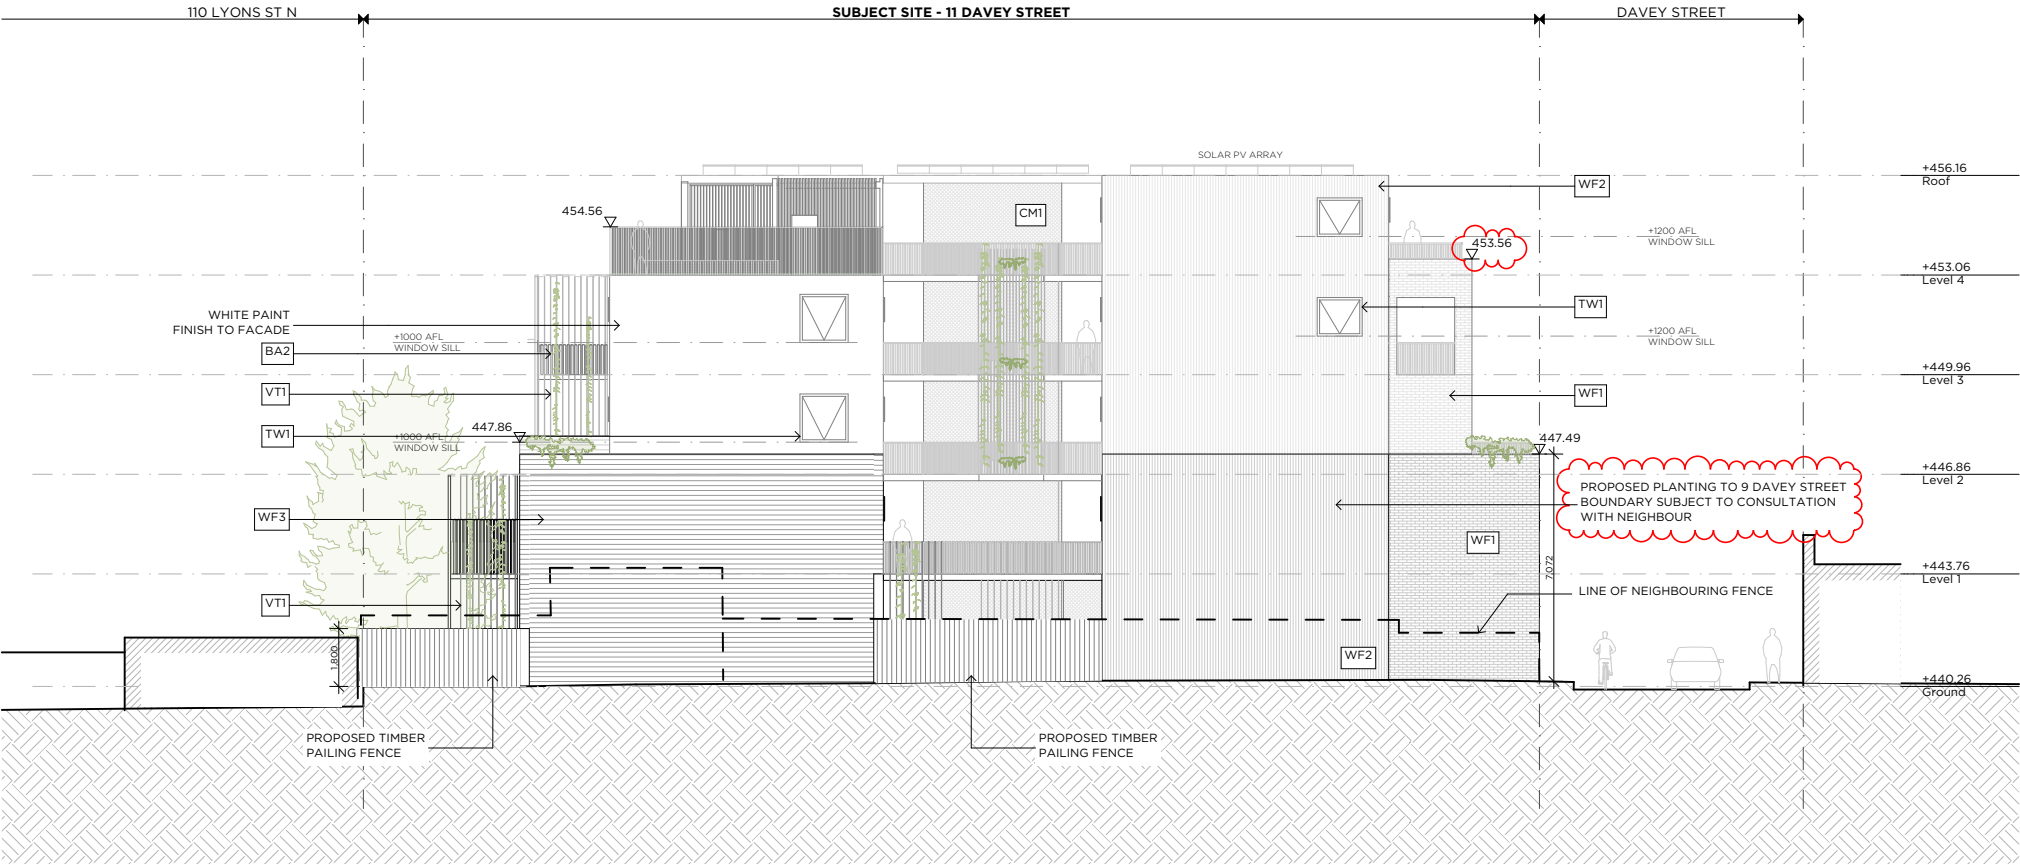 110 LYONS ST N
SUBJECT SITE - 11 DAVEY STREET
DAVEY STREET
SOLAR PV ARRAY
+456.16
Roof
WF2
CM1
454.56
+1200 AFL
WINDOW SILL
453.56
+453.06
Level 4
TW1
WHITE PAINT
FINISH TO FACADE
+1000 AFL
WINDOW SILL
BA2
+1200 AFL
WINDOW SILL
+449.96
Level 3
VT1
WF1
TW1
+1000 AFL
WINDOW SILL
447.86
447.49
+446.86
Level 2
PROPOSED PLANTING TO 9 DAVEY STREET
BOUNDARY SUBJECT TO CONSULTATION
WITH NEIGHBOUR
WF3
WF1
7,072
+443.76
Level 1
LINE OF NEIGHBOURING FENCE
VT1
1,800
WF2
+440.26
Ground
PROPOSED TIMBER
PAILING FENCE
PROPOSED TIMBER
PAILING FENCE